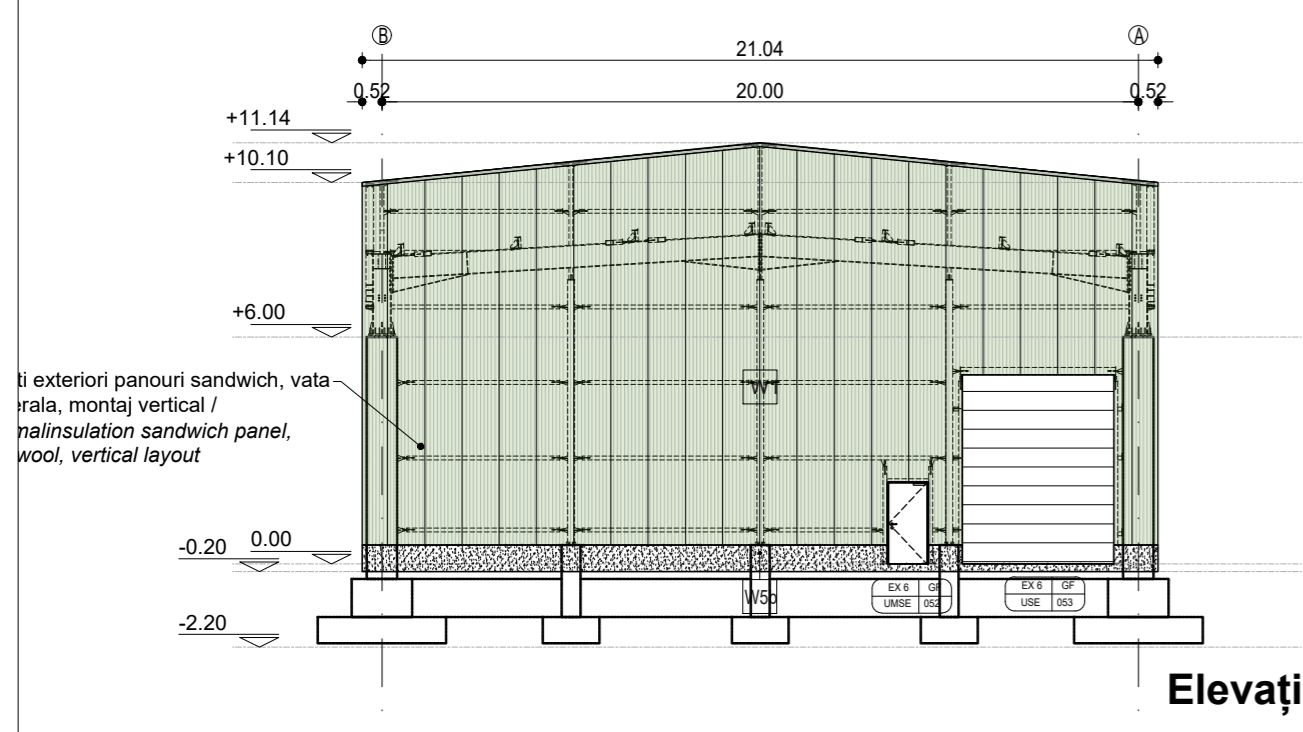 B A
21.04
0.52 20.00 0.52
+11.14
+10.10
+6.00
ti exteriori panouri sandwich, vata
erala, montaj vertical /
malinsulation sandwich panel,
wool, vertical layout
W1
0.00
-0.20
EX 6 GF
UMSE 052
EX 6 GF
USE 053
W5b
-2.20
Elevați